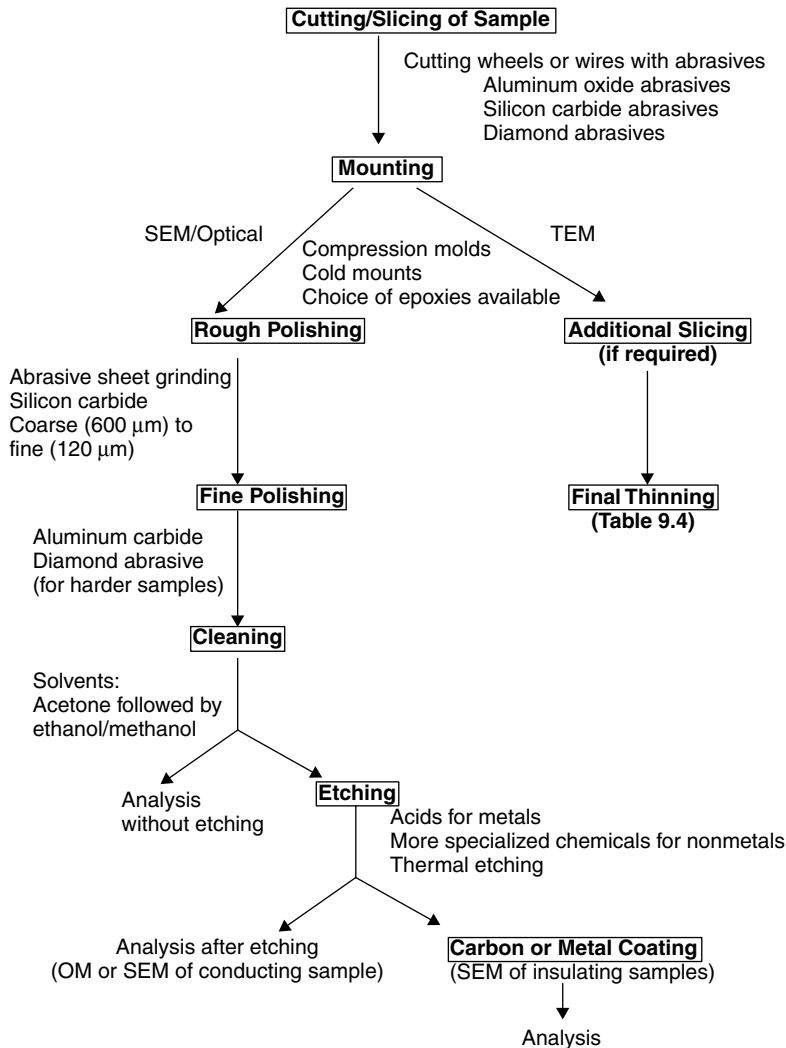 Cutting/Slicing of Sample
Cutting wheels or wires with abrasives
Aluminum oxide abrasives
Silicon carbide abrasives
Diamond abrasives
Mounting
SEM/Optical
TEM
Compression molds
Cold mounts
Choice of epoxies available
Rough Polishing
Additional Slicing
(if required)
Abrasive sheet grinding
Silicon carbide
Coarse (600 μm) to
fine (120 μm)
Fine Polishing
Final Thinning
(Table 9.4)
Aluminum carbide
Diamond abrasive
(for harder samples)
Cleaning
Solvents:
Acetone followed by
ethanol/methanol
Analysis
without etching
Etching
Acids for metals
More specialized chemicals for nonmetals
Thermal etching
Analysis after etching
(OM or SEM of conducting sample)
Carbon or Metal Coating
(SEM of insulating samples)
Analysis